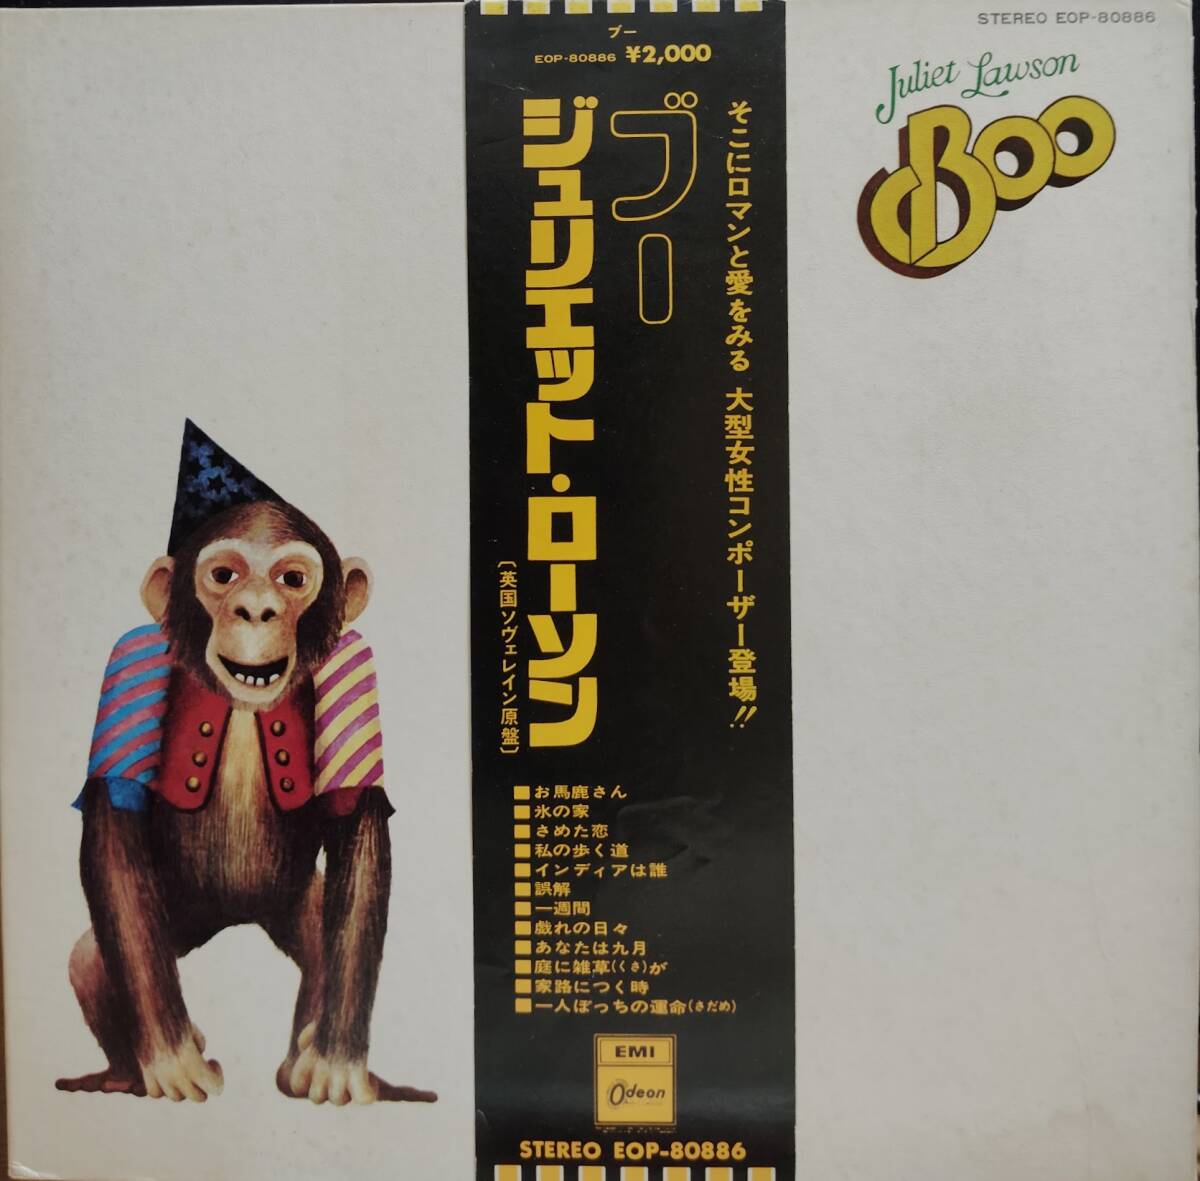 STEREO EOP-80886
Juliet Lawson
Boo
ブー
EOP-80886 ¥2,000
そこにロマンと愛をみる 大型女性コンポーザー登場!!
ブー
ジュリエット・ローソン
〔英国ソヴェレイン原盤〕
■お馬鹿さん
■氷の家
■さめた恋
■私の歩く道
■インディアは誰
■誤解
■一週間
■戯れの日々
■あなたは九月
■庭に雑草(くさ)が
■家路につく時
■一人ぼっちの運命(さだめ)
EMI
Odeon
STEREO EOP-80886